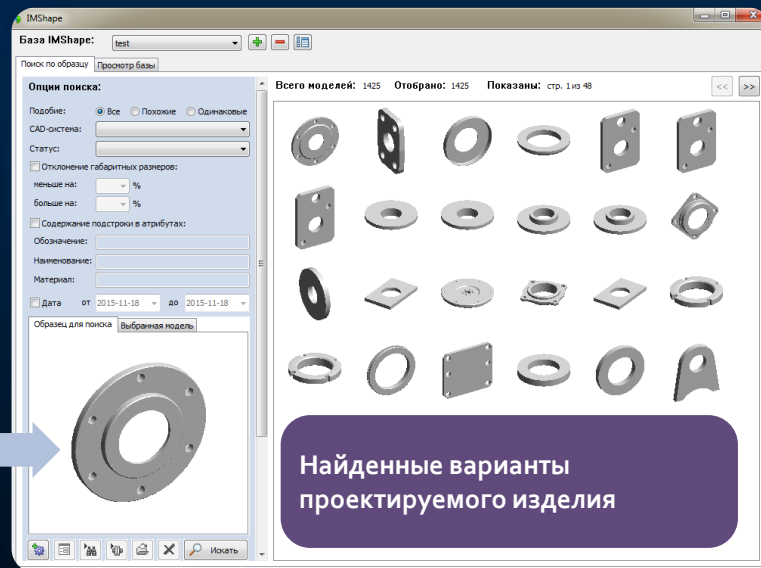 IMShape
База IMShape: test
Поиск по образцу Просмотр базы
Опции поиска:
Всего моделей: 1425 Отобрано: 1425 Показаны: стр. 1 из 48 << >>
Подобие: Все Похожие Одинаковые
CAD-система:
Статус:
Отклонение габаритных размеров:
меньше на: %
больше на: %
Содержание подстроки в атрибутах:
Обозначение:
Наименование:
Материал:
Дата от 2015-11-18 до 2015-11-18
Образец для поиска Выбранная модель
Найденные варианты
проектируемого изделия
Искать